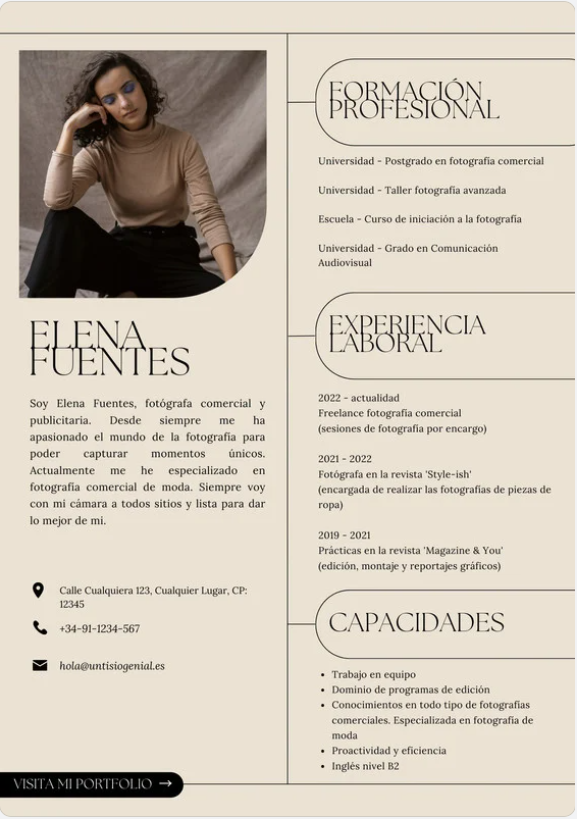 ELENA
FUENTES
Soy Elena Fuentes, fotógrafa comercial y
publicitaria. Desde siempre me ha
apasionado el mundo de la fotografía para
poder capturar momentos únicos.
Actualmente me he especializado en
fotografía comercial de moda. Siempre voy
con mi cámara a todos sitios y lista para dar
lo mejor de mi.
Calle Cualquiera 123, Cualquier Lugar, CP:
12345
+34-91-1234-567
hola@untisiogenial.es
VISITA MI PORTFOLIO →
FORMACIÓN
PROFESIONAL
Universidad - Postgrado en fotografía comercial
Universidad - Taller fotografía avanzada
Escuela - Curso de iniciación a la fotografía
Universidad - Grado en Comunicación
Audiovisual
EXPERIENCIA
LABORAL
2022 - actualidad
Freelance fotografía comercial
(sesiones de fotografía por encargo)
2021 - 2022
Fotógrafa en la revista 'Style-ish'
(encargada de realizar las fotografías de piezas de
ropa)
2019 - 2021
Prácticas en la revista 'Magazine & You'
(edición, montaje y reportajes gráficos)
CAPACIDADES
• Trabajo en equipo
• Dominio de programas de edición
• Conocimientos en todo tipo de fotografías
comerciales. Especializada en fotografía de
moda
• Proactividad y eficiencia
• Inglés nivel B2